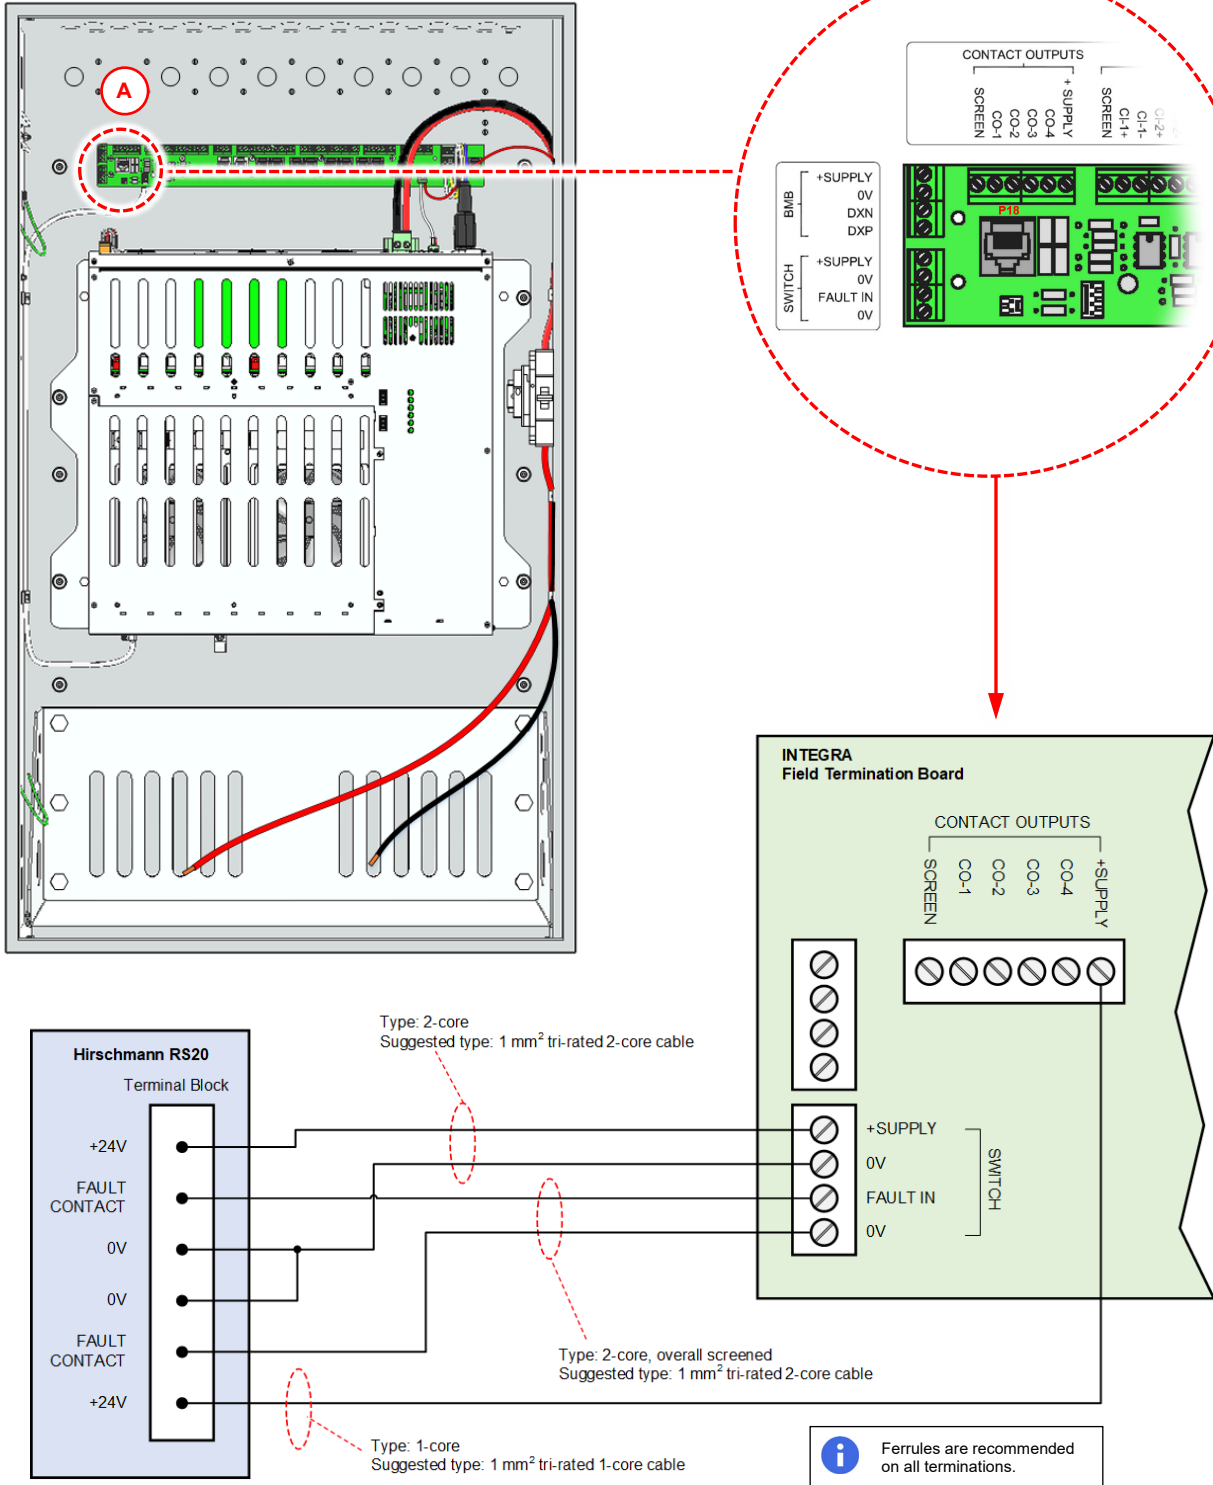 A
CONTACT OUTPUTS
SCREEN
CO-1
CO-2
CO-3
CO-4
+ SUPPLY
SCREEN
CI-1+
CI-1-
CI-2+
BMB
+SUPPLY
0V
DXN
DXP
SWITCH
+SUPPLY
0V
FAULT IN
0V
P18
INTEGRA
Field Termination Board
CONTACT OUTPUTS
SCREEN
CO-1
CO-2
CO-3
CO-4
+SUPPLY
+SUPPLY
0V
FAULT IN
0V
SWITCH
Type: 2-core
Suggested type: 1 mm² tri-rated 2-core cable
Hirschmann RS20
Terminal Block
+24V
FAULT
CONTACT
0V
0V
FAULT
CONTACT
+24V
Type: 2-core, overall screened
Suggested type: 1 mm² tri-rated 2-core cable
Type: 1-core
Suggested type: 1 mm² tri-rated 1-core cable
i
Ferrules are recommended
on all terminations.